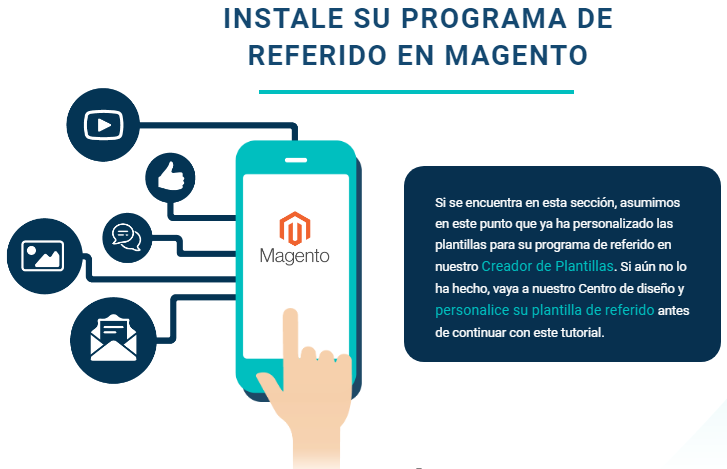 INSTALE SU PROGRAMA DE
REFERIDO EN MAGENTO
Magento
Si se encuentra en esta sección, asumimos
en este punto que ya ha personalizado las
plantillas para su programa de referido en
nuestro Creador de Plantillas. Si aún no lo
ha hecho, vaya a nuestro Centro de diseño y
personalice su plantilla de referido antes
de continuar con este tutorial.